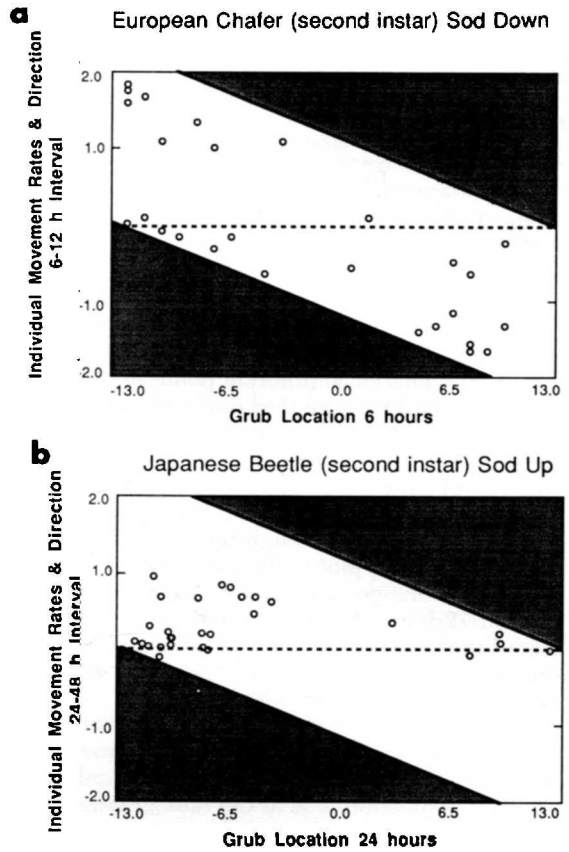 a
European Chafer (second instar) Sod Down
Individual Movement Rates & Direction
6-12 h Interval
2.0
1.0
-1.0
-2.0
-13.0 -6.5 0.0 6.5 13.0
Grub Location 6 hours
b
Japanese Beetle (second instar) Sod Up
Individual Movement Rates & Direction
24-48 h Interval
2.0
1.0
-1.0
-2.0
-13.0 -6.5 0.0 6.5 13.0
Grub Location 24 hours